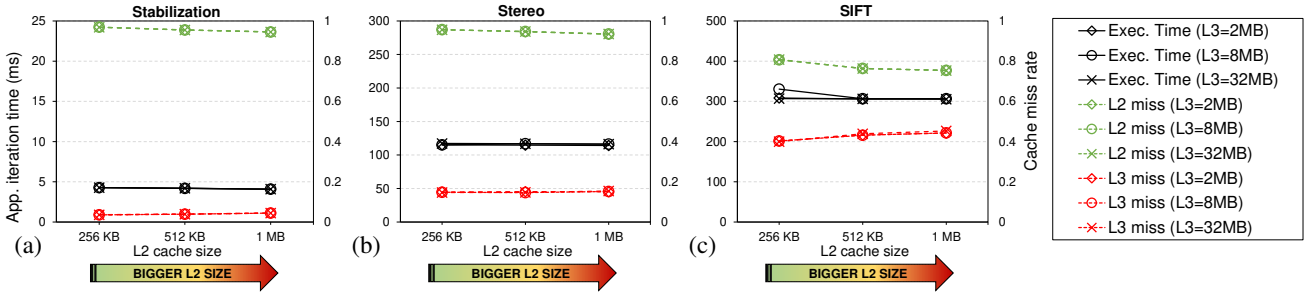 Stabilization
Stereo
SIFT
App. iteration time (ms)
25
20
15
10
5
0
1
0.8
0.6
0.4
0.2
0
300
250
200
150
100
50
0
1
0.8
0.6
0.4
0.2
0
500
400
300
200
100
0
1
0.8
0.6
0.4
0.2
0
Cache miss rate
(a)
256 KB 512 KB 1 MB
L2 cache size
BIGGER L2 SIZE
(b)
256 KB 512 KB 1 MB
L2 cache size
BIGGER L2 SIZE
(c)
256 KB 512 KB 1 MB
L2 cache size
BIGGER L2 SIZE
Exec. Time (L3=2MB)
Exec. Time (L3=8MB)
Exec. Time (L3=32MB)
L2 miss (L3=2MB)
L2 miss (L3=8MB)
L2 miss (L3=32MB)
L3 miss (L3=2MB)
L3 miss (L3=8MB)
L3 miss (L3=32MB)